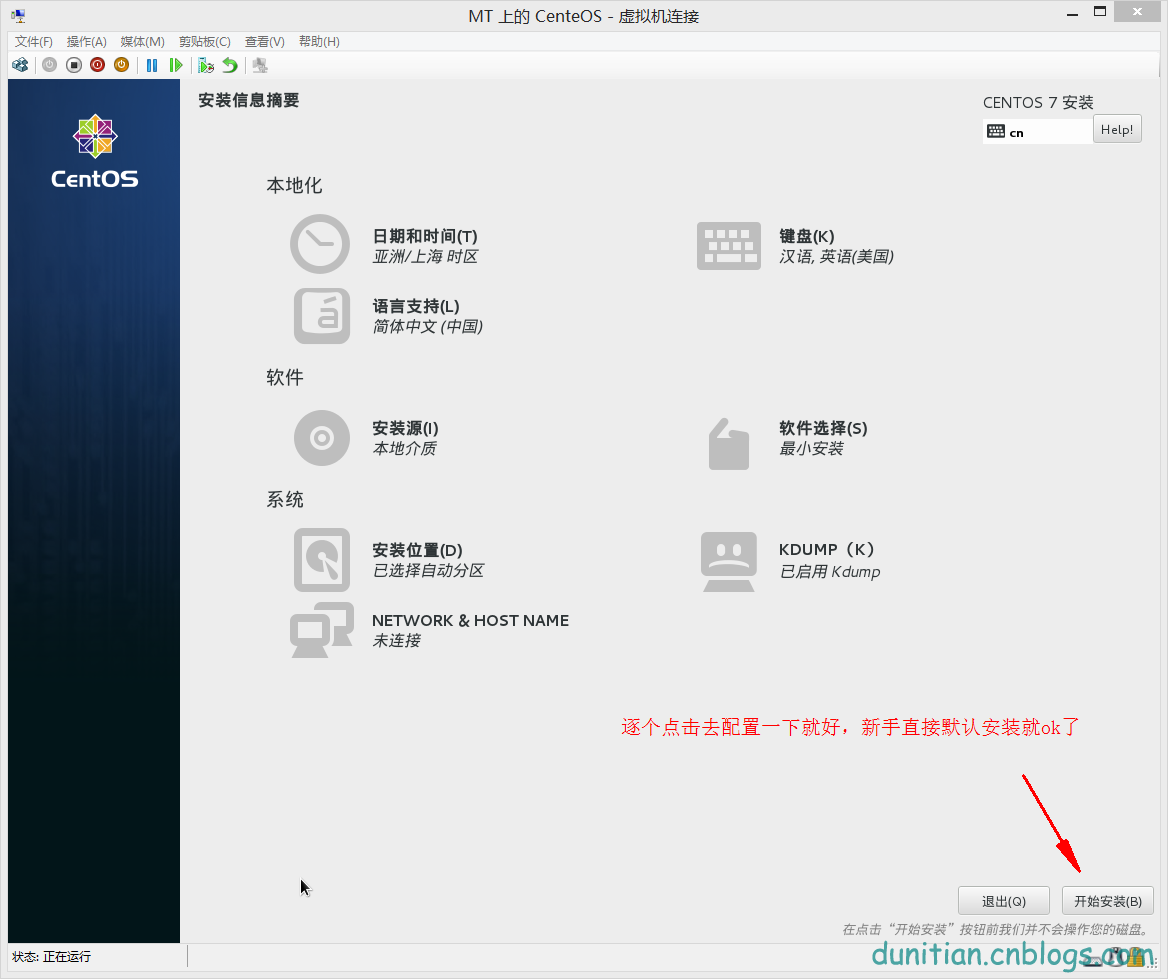 MT 上的 CenteOS - 虚拟机连接
文件(F) 操作(A) 媒体(M) 剪贴板(C) 查看(V) 帮助(H)
CentOS
安装信息摘要
CENTOS 7 安装
cn
Help!
本地化
日期和时间(T)
亚洲/上海 时区
键盘(K)
汉语, 英语(美国)
语言支持(L)
简体中文 (中国)
软件
安装源(I)
本地介质
软件选择(S)
最小安装
系统
安装位置(D)
已选择自动分区
KDUMP（K）
已启用 Kdump
NETWORK & HOST NAME
未连接
逐个点击去配置一下就好，新手直接默认安装就ok了
退出(Q)
开始安装(B)
在点击“开始安装”按钮前我们并不会操作您的磁盘。
状态: 正在运行
dunitian.cnblogs.com